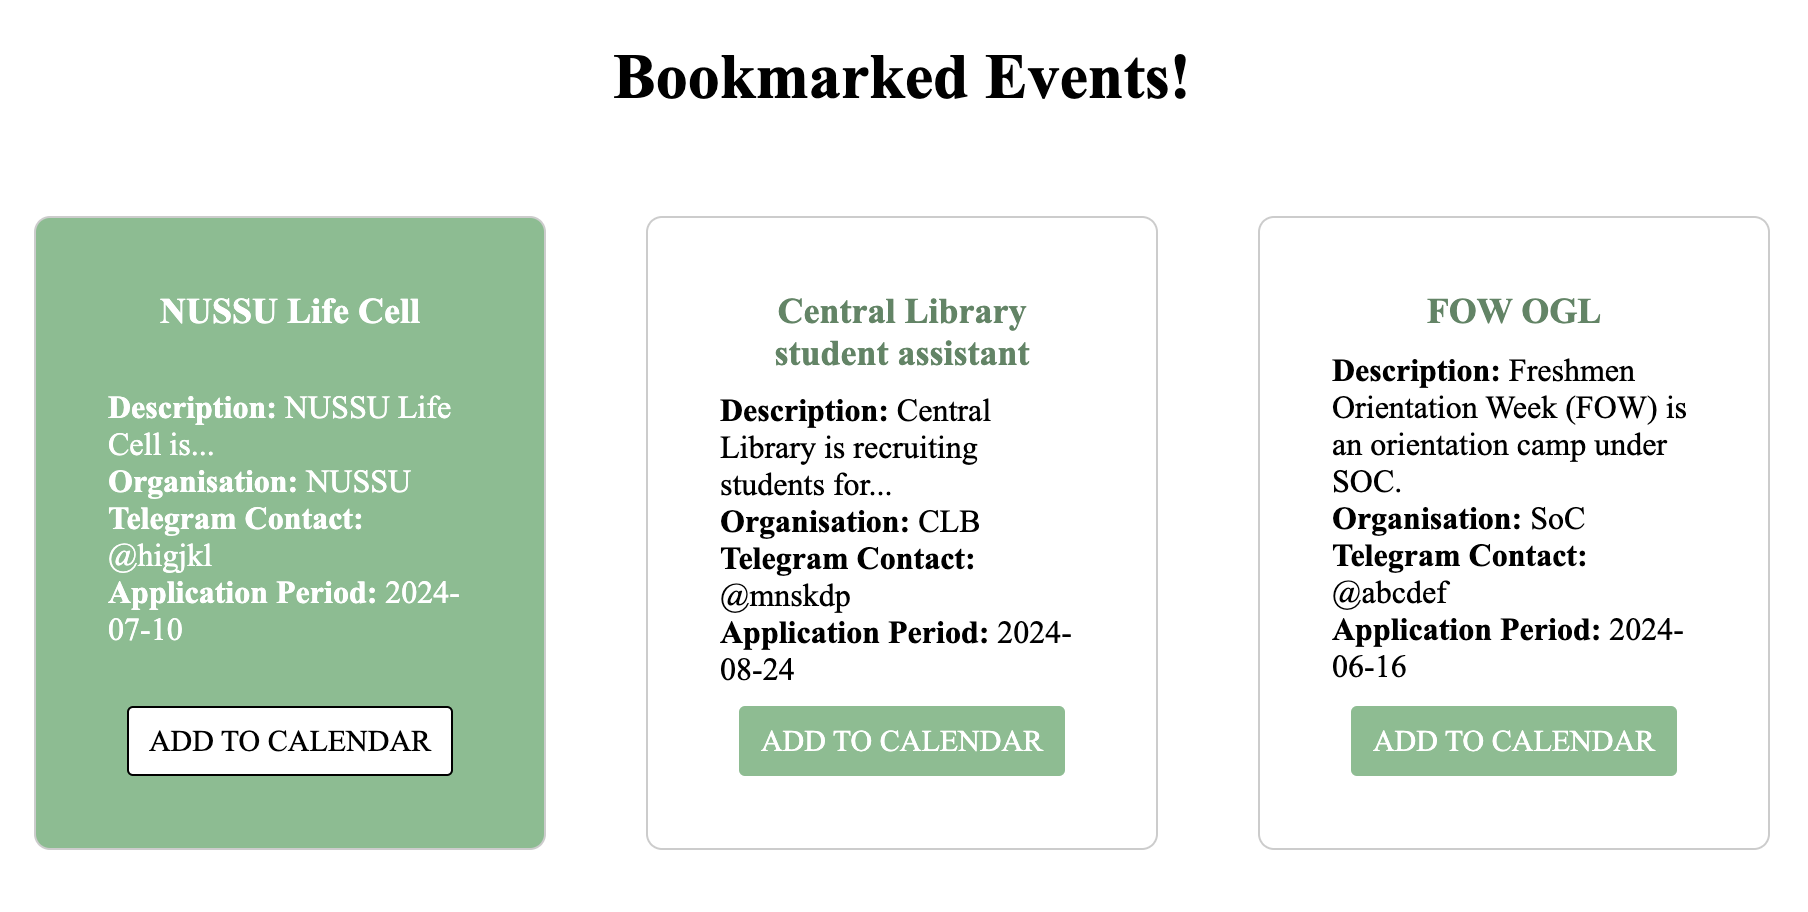 Bookmarked Events!
NUSSU Life Cell
Description: NUSSU Life
Cell is...
Organisation: NUSSU
Telegram Contact:
@higjkl
Application Period: 2024-
07-10
ADD TO CALENDAR
Central Library
student assistant
Description: Central
Library is recruiting
students for...
Organisation: CLB
Telegram Contact:
@mnskdp
Application Period: 2024-
08-24
ADD TO CALENDAR
FOW OGL
Description: Freshmen
Orientation Week (FOW) is
an orientation camp under
SOC.
Organisation: SoC
Telegram Contact:
@abcdef
Application Period: 2024-
06-16
ADD TO CALENDAR